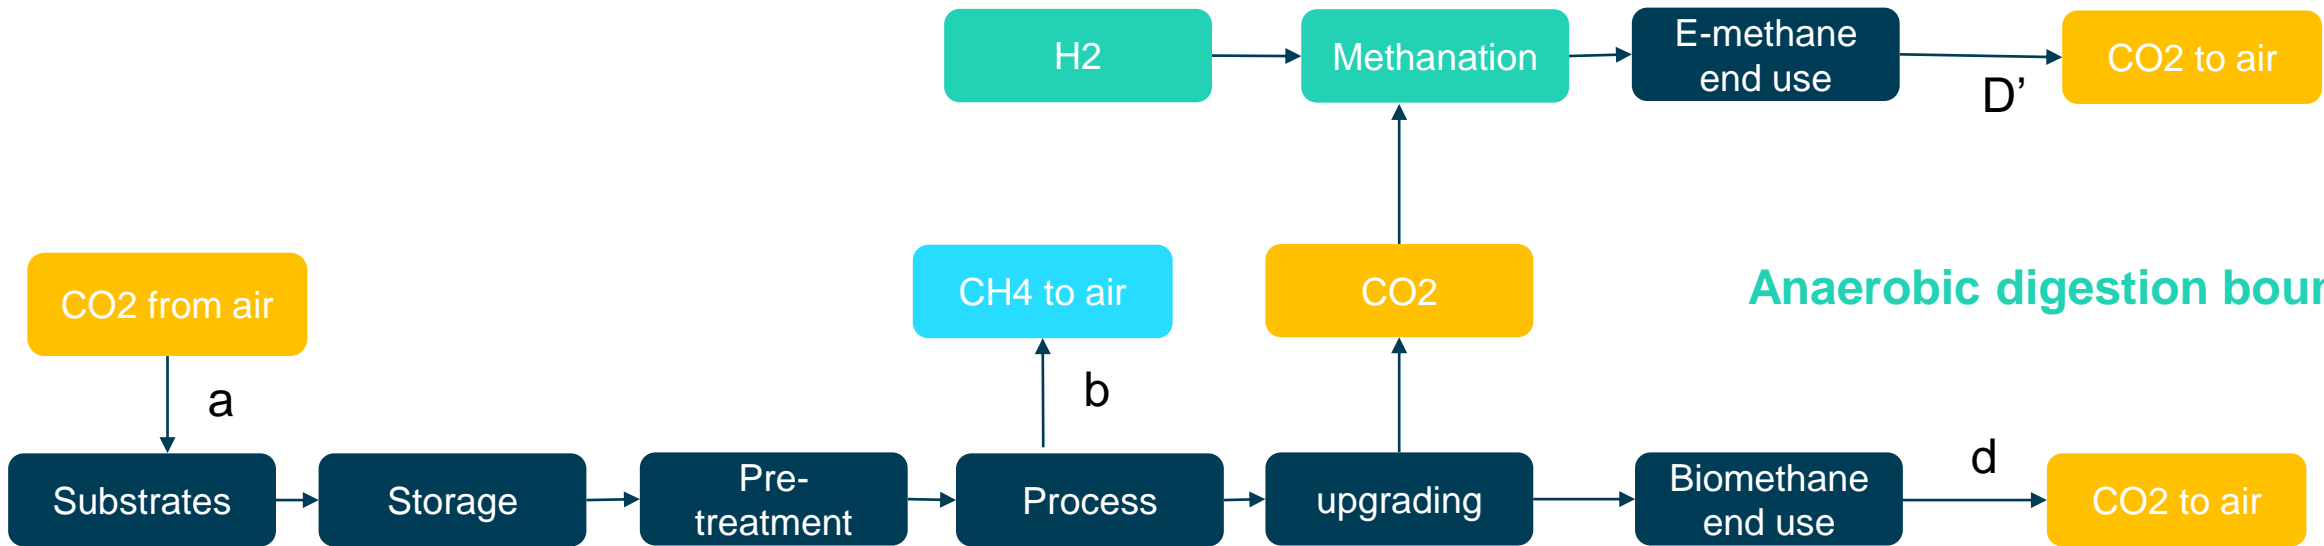 H2
Methanation
E-methane
end use
CO2 to air
D’
CO2 from air
CH4 to air
CO2
Anaerobic digestion
a
b
d
Substrates
Storage
Pre-
treatment
Process
upgrading
Biomethane
end use
CO2 to air